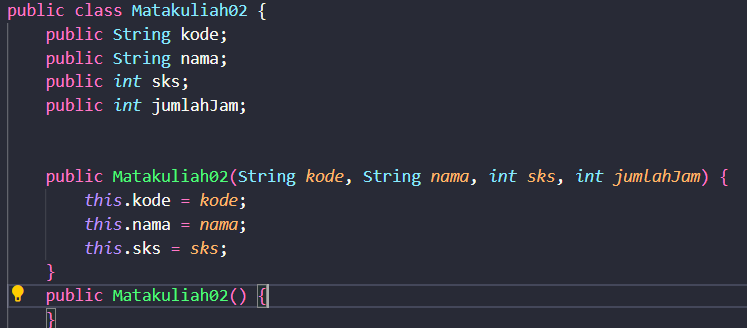 public class Matakuliah02 {
    public String kode;
    public String nama;
    public int sks;
    public int jumlahJam;
    public Matakuliah02(String kode, String nama, int sks, int jumlahJam) {
        this.kode = kode;
        this.nama = nama;
        this.sks = sks;
    }
    public Matakuliah02() {
    }